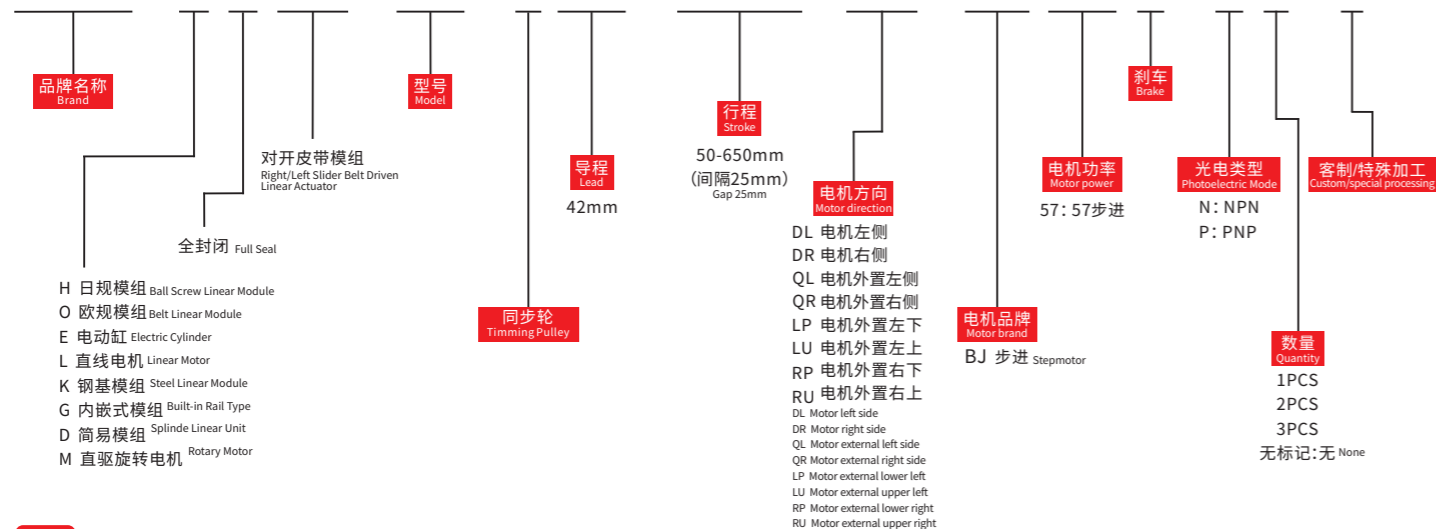 品牌名称
Brand
H 日规模组 Ball Screw Linear Module
O 欧规模组 Belt Linear Module
E 电动缸 Electric Cylinder
L 直线电机 Linear Motor
K 钢基模组 Steel Linear Module
G 内嵌式模组 Built-in Rail Type
D 简易模组 Splinde Linear Unit
M 直驱旋转电机 Rotary Motor
全封闭 Full Seal
对开皮带模组
Right/Left Slider Belt Driven
Linear Actuator
型号
Model
同步轮
Timming Pulley
导程
Lead
42mm
行程
Stroke
50-650mm
（间隔25mm）
Gap 25mm
电机方向
Motor direction
DL 电机左侧
DR 电机右侧
QL 电机外置左侧
QR 电机外置右侧
LP 电机外置左下
LU 电机外置左上
RP 电机外置右下
RU 电机外置右上
DL Motor left side
DR Motor right side
QL Motor external left side
QR Motor external right side
LP Motor external lower left
LU Motor external upper left
RP Motor external lower right
RU Motor external upper right
电机品牌
Motor brand
BJ 步进 Stepmotor
电机功率
Motor power
57：57步进
刹车
Brake
光电类型
Photoelectric Mode
N：NPN
P：PNP
数量
Quantity
1PCS
2PCS
3PCS
无标记：无 None
客制/特殊加工
Custom/special processing